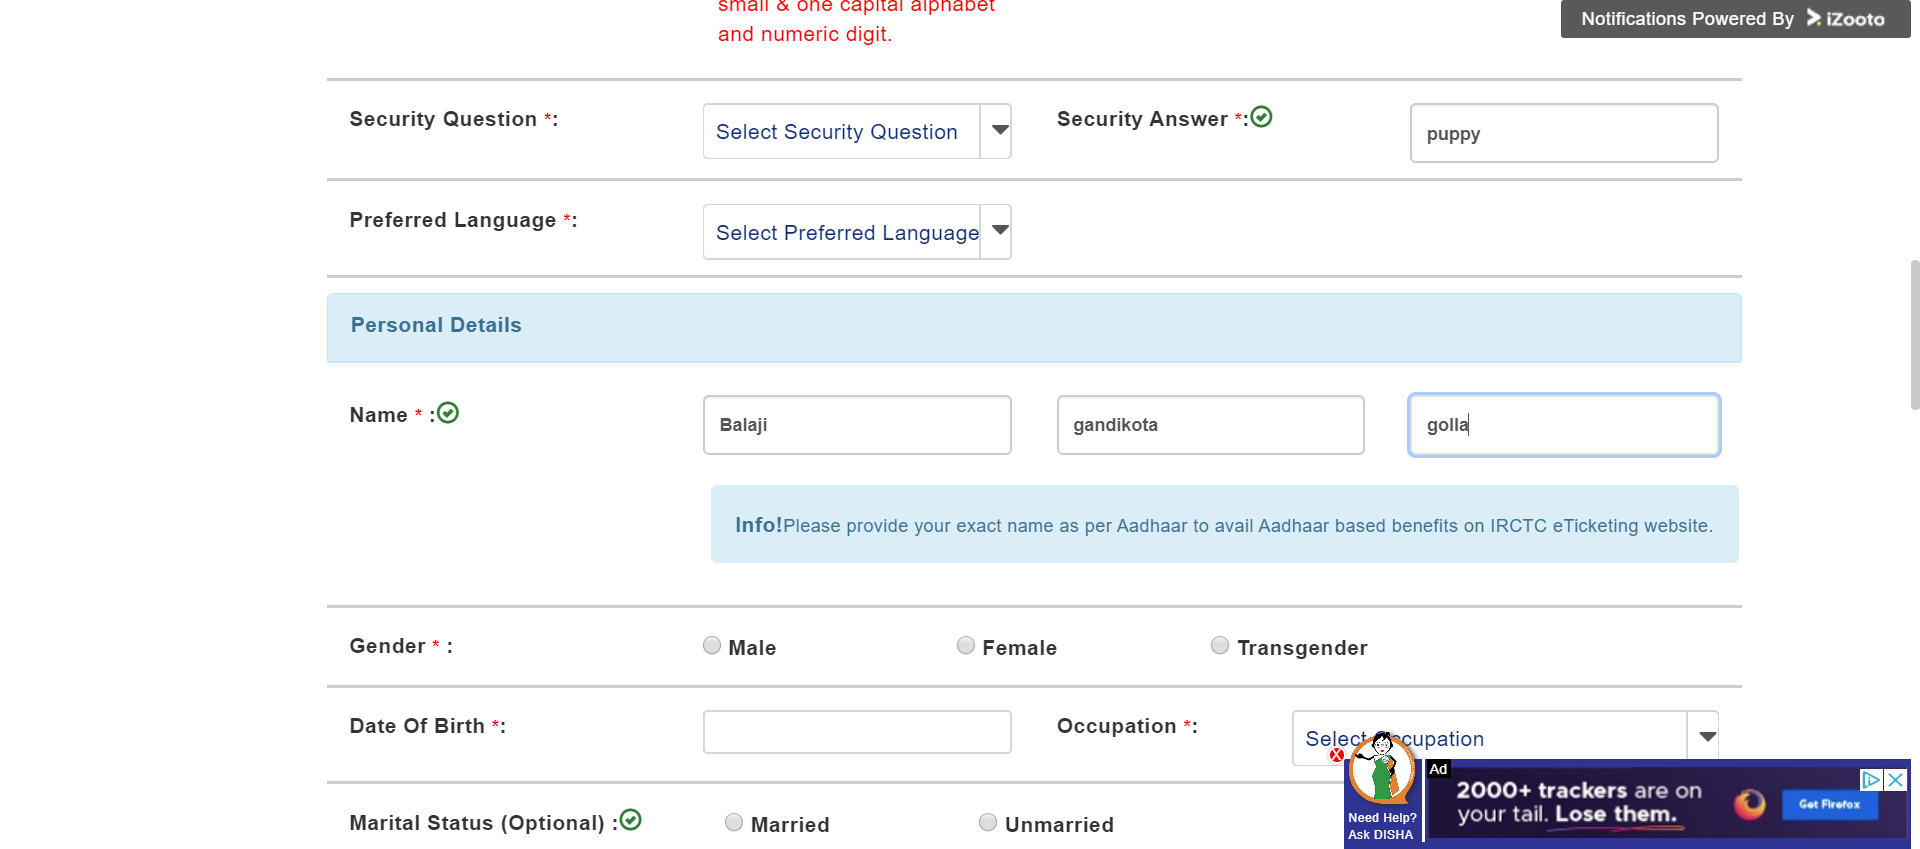 small & one capital alphabet
and numeric digit.
Notifications Powered By iZooto
Security Question *:
Select Security Question
Security Answer *:
puppy
Preferred Language *:
Select Preferred Language
Personal Details
Name * :
Balaji
gandikota
golla
Info!Please provide your exact name as per Aadhaar to avail Aadhaar based benefits on IRCTC eTicketing website.
Gender * :
Male
Female
Transgender
Date Of Birth *:
Occupation *:
Select Occupation
Marital Status (Optional) :
Married
Unmarried
X
Need Help?
Ask DISHA
Ad
2000+ trackers are on
your tail. Lose them.
Get Firefox